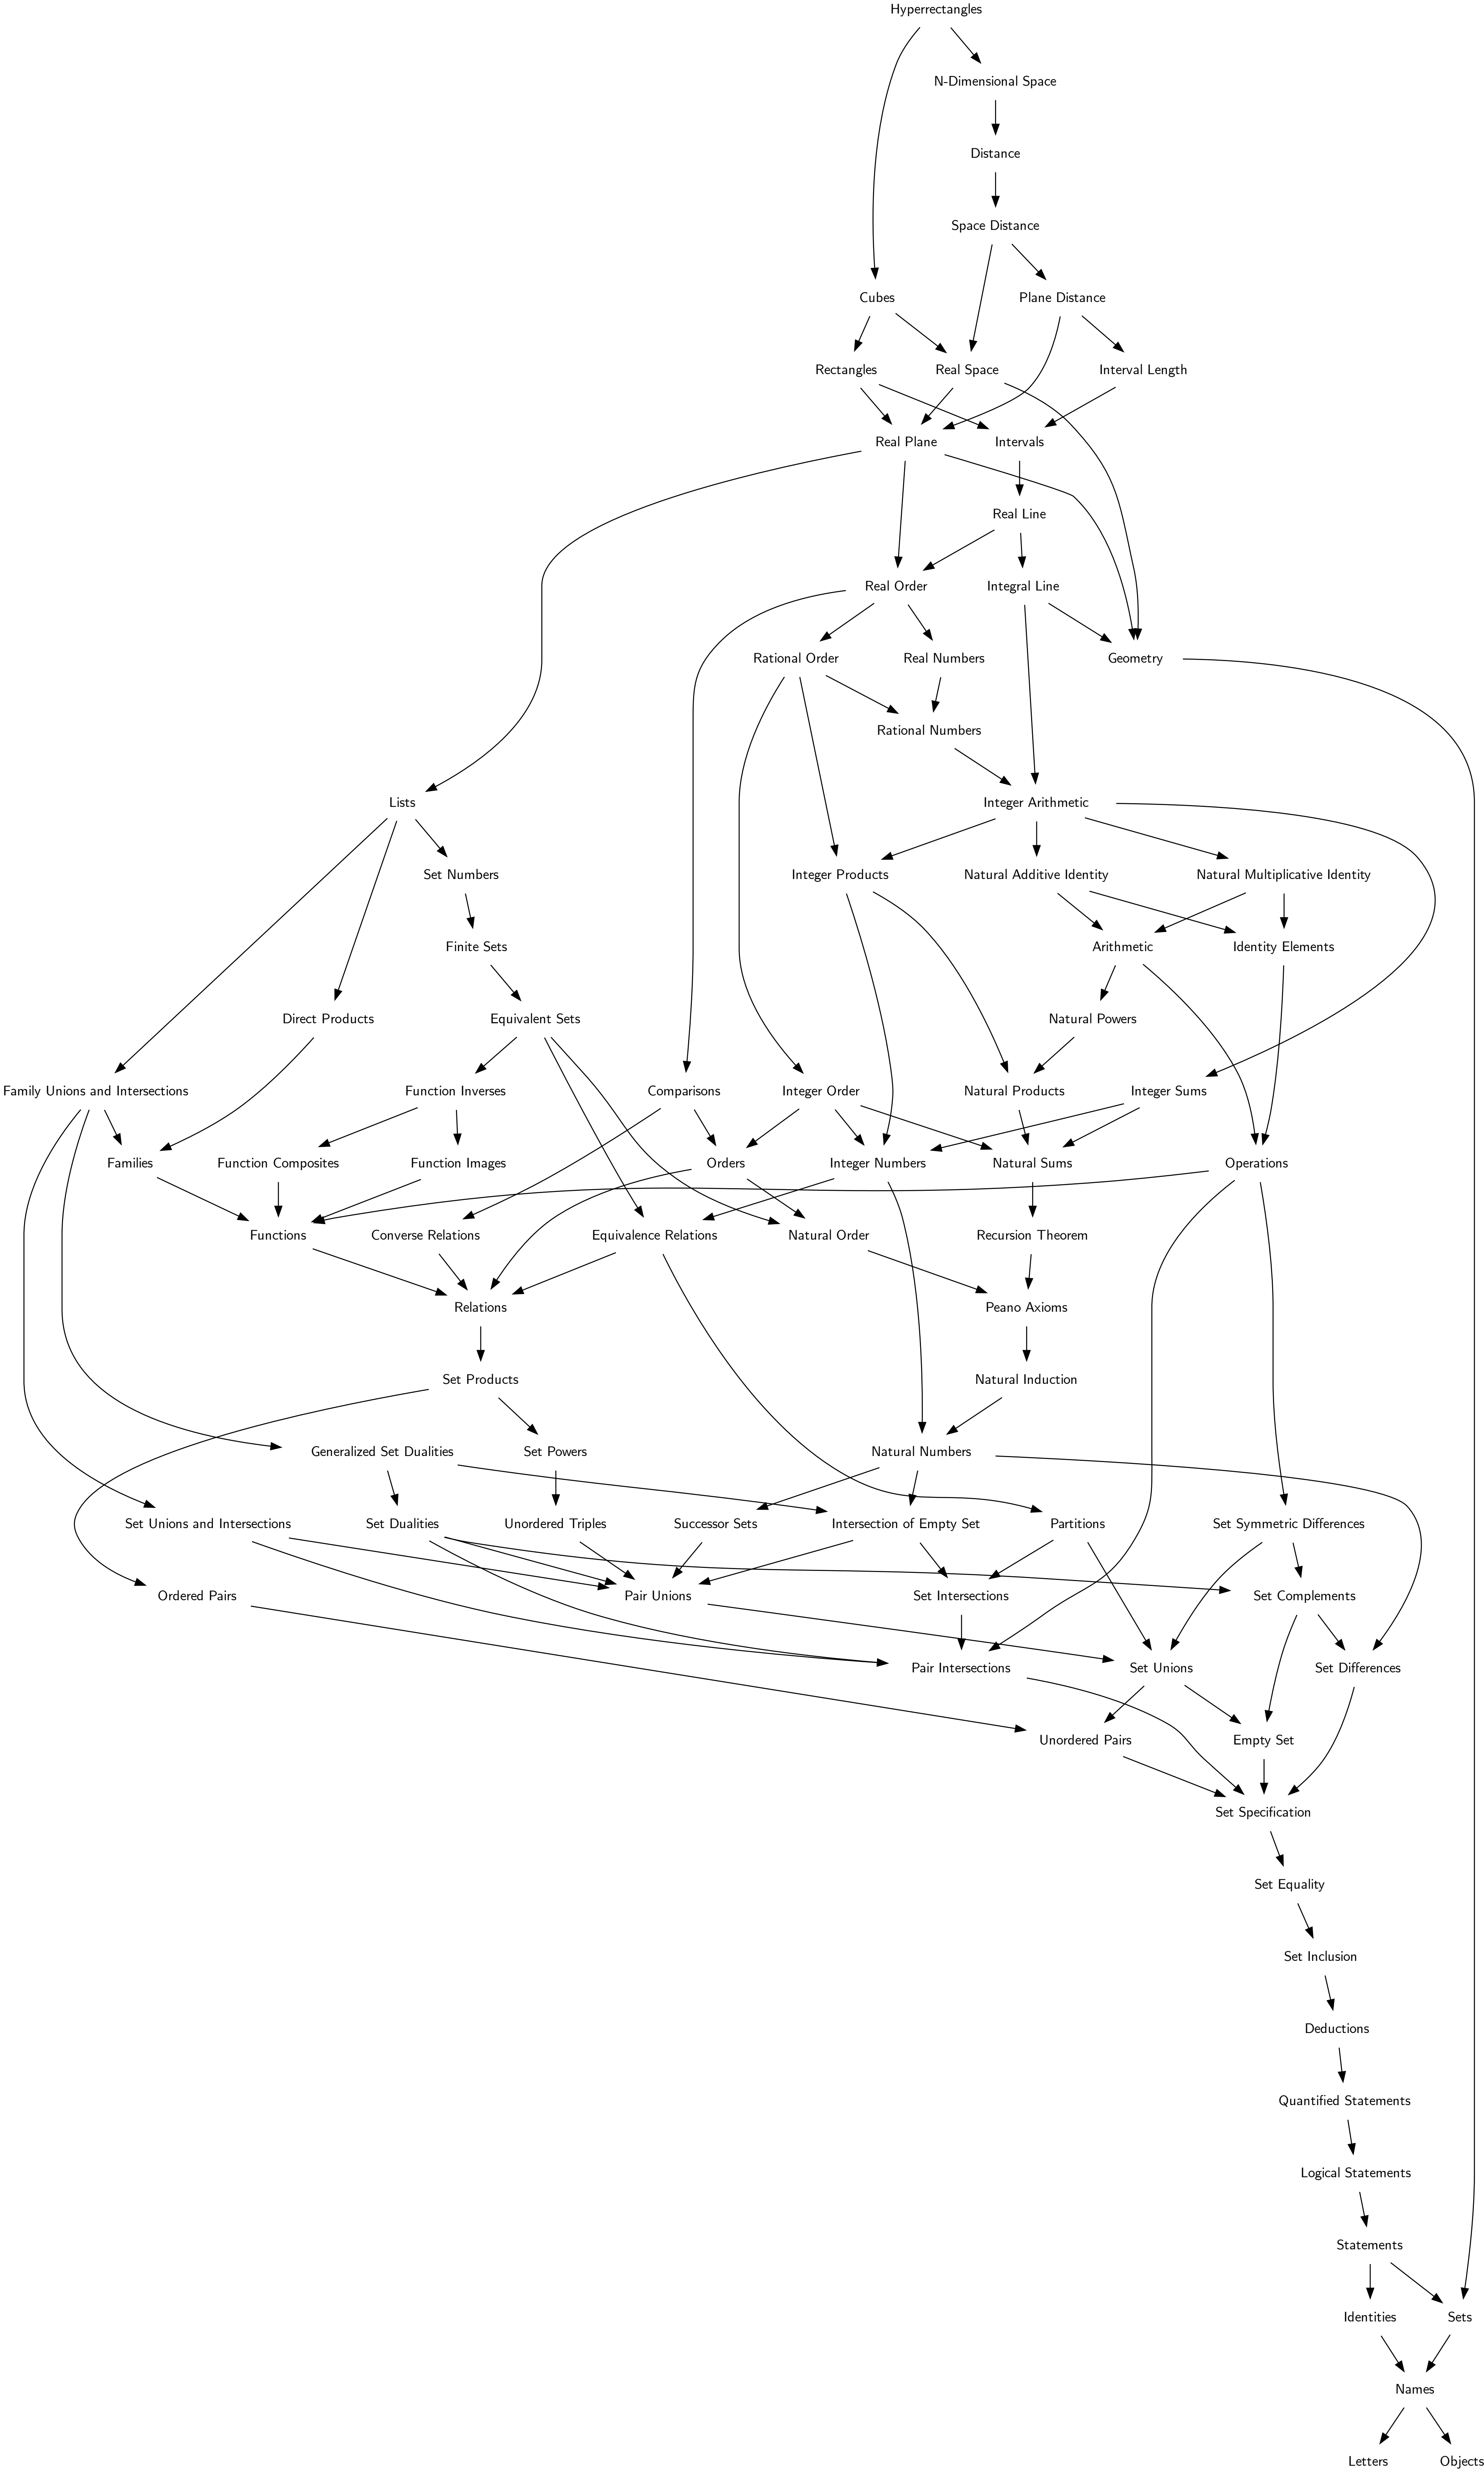 Hyperrectangles
N-Dimensional Space
Distance
Space Distance
Cubes
Plane Distance
Rectangles
Real Space
Interval Length
Real Plane
Intervals
Real Line
Real Order
Integral Line
Rational Order
Real Numbers
Geometry
Rational Numbers
Lists
Integer Arithmetic
Set Numbers
Integer Products
Natural Additive Identity
Natural Multiplicative Identity
Finite Sets
Arithmetic
Identity Elements
Direct Products
Equivalent Sets
Natural Powers
Family Unions and Intersections
Function Inverses
Comparisons
Integer Order
Natural Products
Integer Sums
Families
Function Composites
Function Images
Orders
Integer Numbers
Natural Sums
Operations
Functions
Converse Relations
Equivalence Relations
Natural Order
Recursion Theorem
Relations
Peano Axioms
Set Products
Natural Induction
Generalized Set Dualities
Set Powers
Natural Numbers
Set Unions and Intersections
Set Dualities
Unordered Triples
Successor Sets
Intersection of Empty Set
Partitions
Set Symmetric Differences
Ordered Pairs
Pair Unions
Set Intersections
Set Complements
Pair Intersections
Set Unions
Set Differences
Unordered Pairs
Empty Set
Set Specification
Set Equality
Set Inclusion
Deductions
Quantified Statements
Logical Statements
Statements
Identities
Sets
Names
Letters
Objects